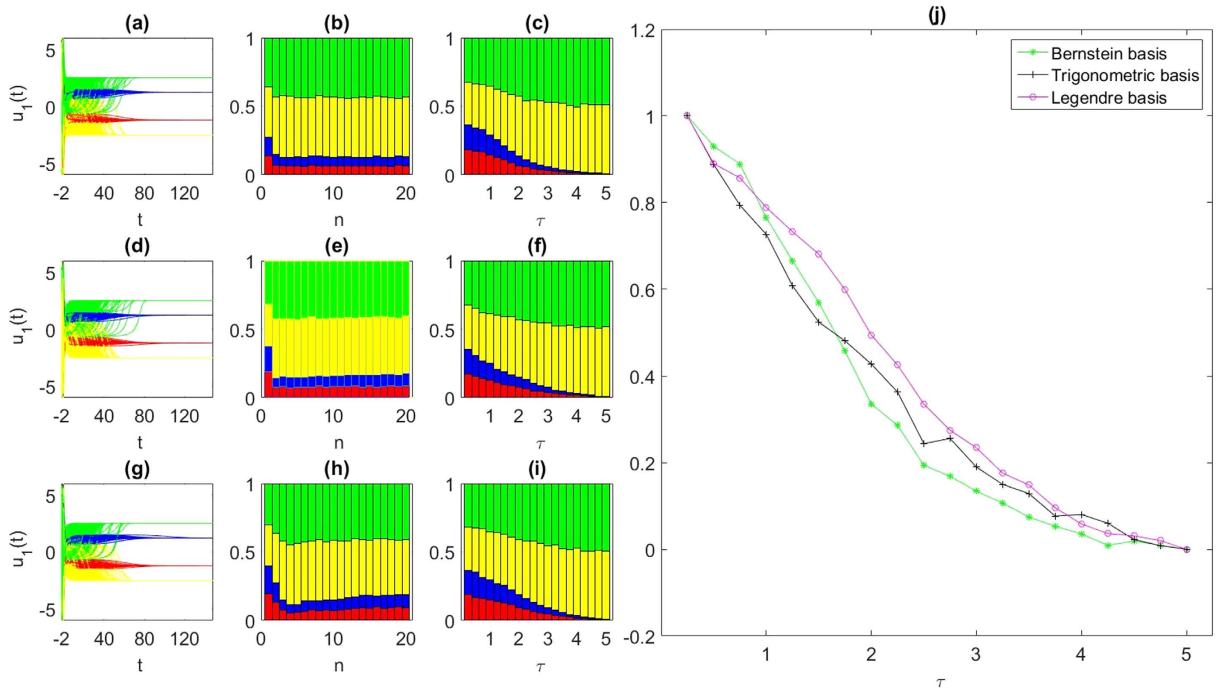 (a)
6
0
-5
-2 40 80 120
u1(t)
t
(b)
1
0.5
0
0 10 20
n
(c)
1
0.5
0
1 2 3 4 5
τ
(d)
5
0
-5
-2 40 80 120
u1(t)
t
(e)
1
0.5
0
0 10 20
n
(f)
1
0.5
0
1 2 3 4 5
τ
(g)
5
0
-5
-2 40 80 120
u1(t)
t
(h)
1
0.5
0
0 10 20
n
(i)
1
0.5
0
1 2 3 4 5
τ
(j)
1.2
1
0.8
0.6
0.4
0.2
0
-0.2
1 2 3 4 5
τ
Bernstein basis
Trigonometric basis
Legendre basis